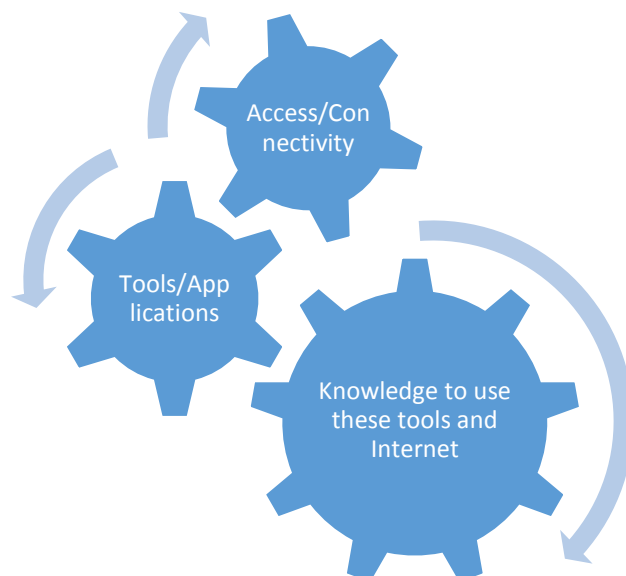 Access/Con
nectivity
Tools/App
lications
Knowledge to use
these tools and
Internet